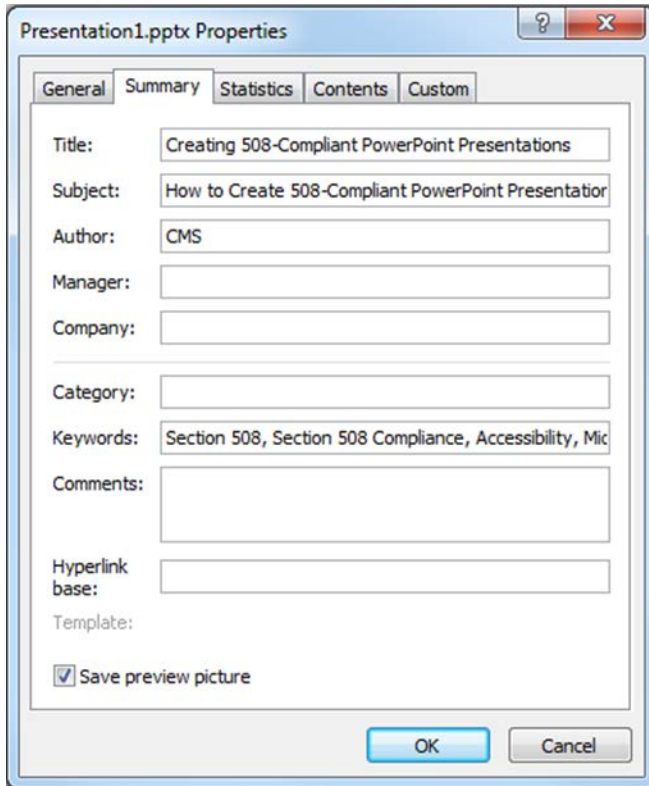 Presentation1.pptx Properties
? X
General Summary Statistics Contents Custom
Title: Creating 508-Compliant PowerPoint Presentations
Subject: How to Create 508-Compliant PowerPoint Presentation
Author: CMS
Manager:
Company:
Category:
Keywords: Section 508, Section 508 Compliance, Accessibility, Mic
Comments:
Hyperlink
base:
Template:
Save preview picture
OK Cancel